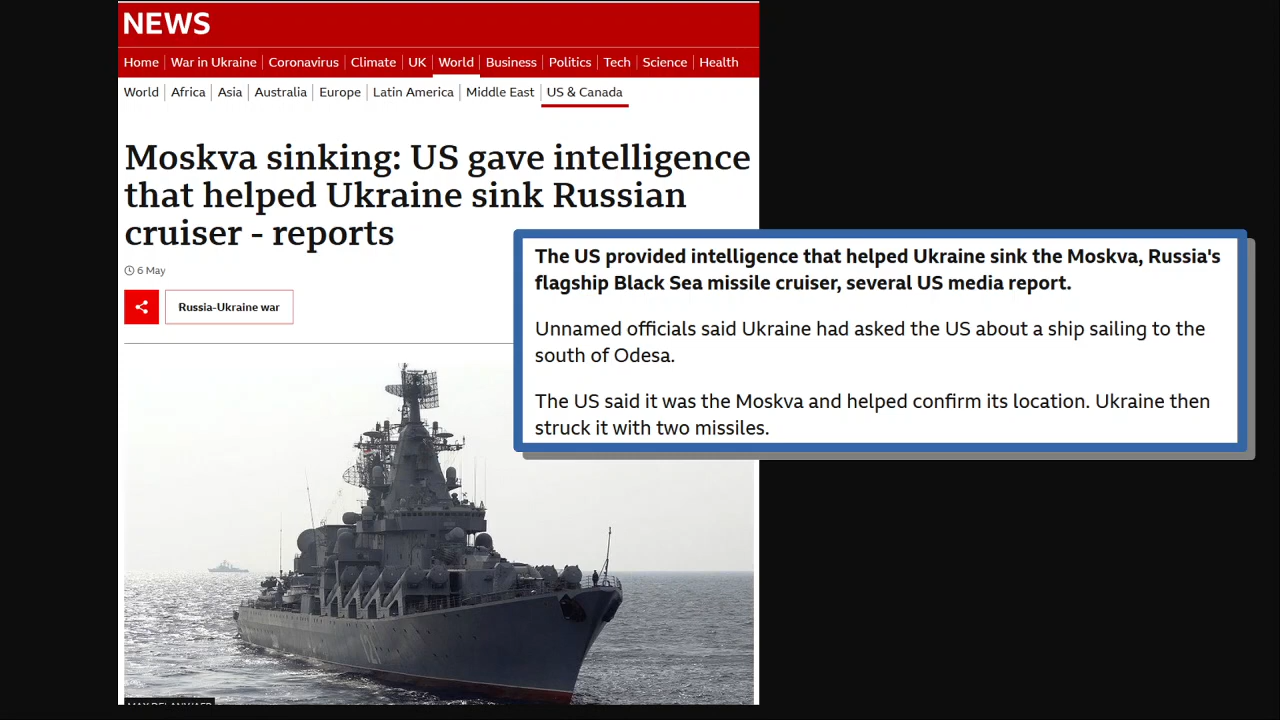 NEWS
Home War in Ukraine Coronavirus Climate UK World Business Politics Tech Science Health
World Africa Asia Australia Europe Latin America Middle East US & Canada
Moskva sinking: US gave intelligence
that helped Ukraine sink Russian
cruiser - reports
6 May
Russia-Ukraine war
The US provided intelligence that helped Ukraine sink the Moskva, Russia's
flagship Black Sea missile cruiser, several US media report.
Unnamed officials said Ukraine had asked the US about a ship sailing to the
south of Odesa.
The US said it was the Moskva and helped confirm its location. Ukraine then
struck it with two missiles.